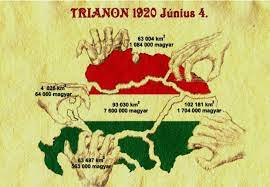 TRIANON 1920 Június 4.
63 004 km²
1 084 000 magyar
4 026 km²
64 000 magyar
93 030 km²
7 600 000 magyar
102 181 km²
1 704 000 magyar
63 497 km²
563 000 magyar